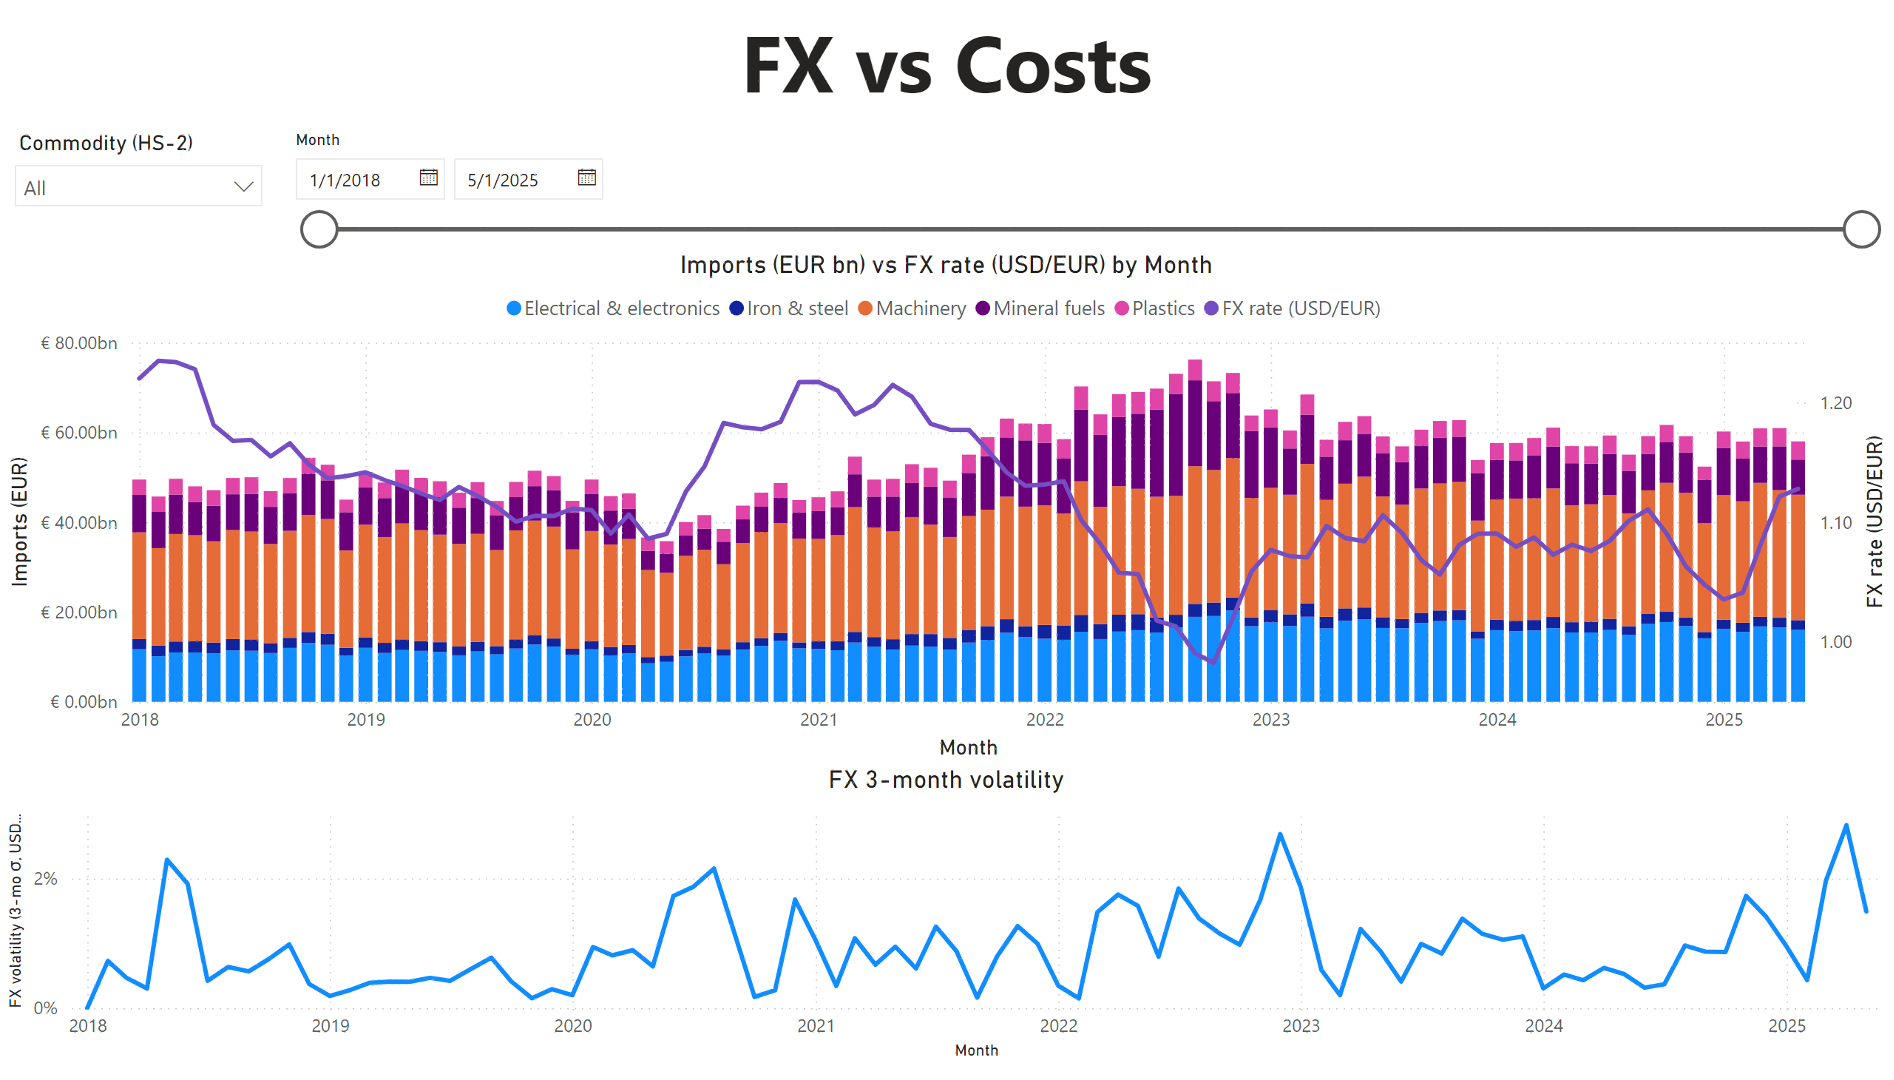 FX vs Costs
Commodity (HS-2)
All
Month
1/1/2018
5/1/2025
Imports (EUR bn) vs FX rate (USD/EUR) by Month
Electrical & electronics
Iron & steel
Machinery
Mineral fuels
Plastics
FX rate (USD/EUR)
Imports (EUR)
€ 80.00bn
€ 60.00bn
€ 40.00bn
€ 20.00bn
€ 0.00bn
1.20
1.10
1.00
FX rate (USD/EUR)
2018
2019
2020
2021
2022
2023
2024
2025
Month
FX 3-month volatility
FX volatility (3-mo σ, USD...
2%
0%
2018
2019
2020
2021
2022
2023
2024
2025
Month